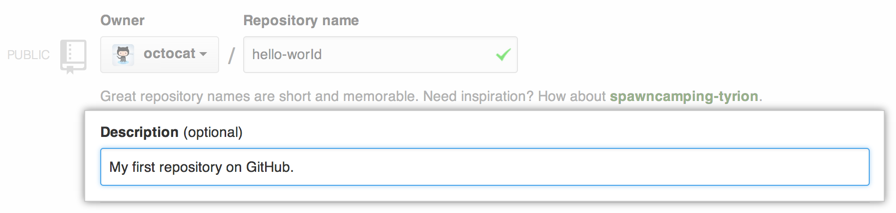 Owner Repository name
PUBLIC octocat / hello-world
Great repository names are short and memorable. Need inspiration? How about spawncamping-tyrion.
Description (optional)
My first repository on GitHub.